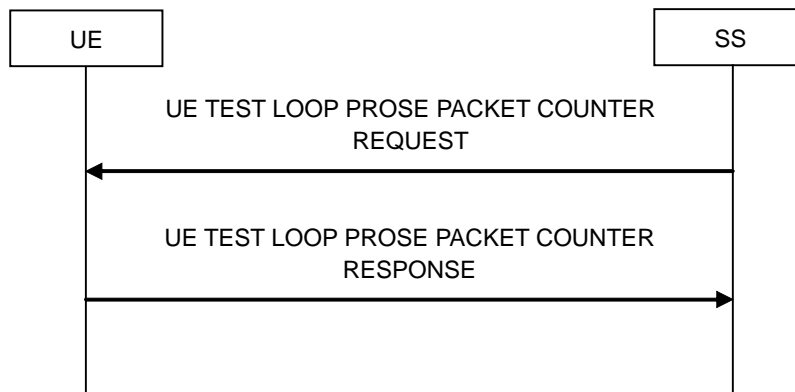 UE
SS
UE TEST LOOP PROSE PACKET COUNTER
REQUEST
UE TEST LOOP PROSE PACKET COUNTER
RESPONSE